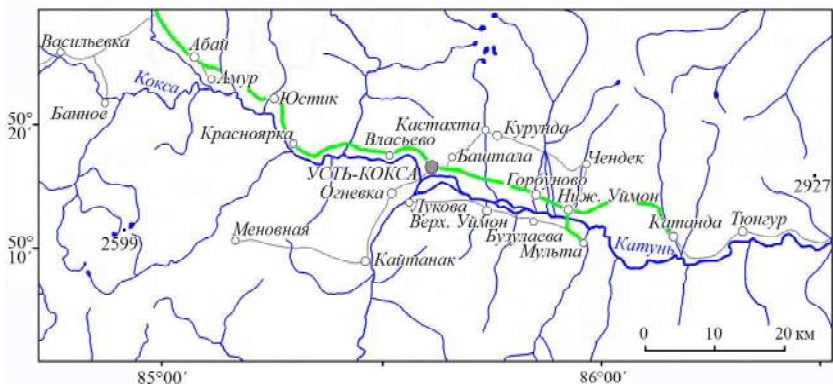 Васильевка
Абай
Амур
Кокса
Юстик
Банное
50°
20'
Красноярка
Власьево
Кастахта
Курунда
Баштала
Чендек
УСТЬ-КОКСА
Горбуново
Огневка
Ниж. Уймон
2927
Лукова
Верх. Уймон
Катанда
Тюнгур
50°
10'
2599
Меновная
Бузулаева
Катунь
Кайтанак
Мульта
0 10 20 км
85°00'
86°00'